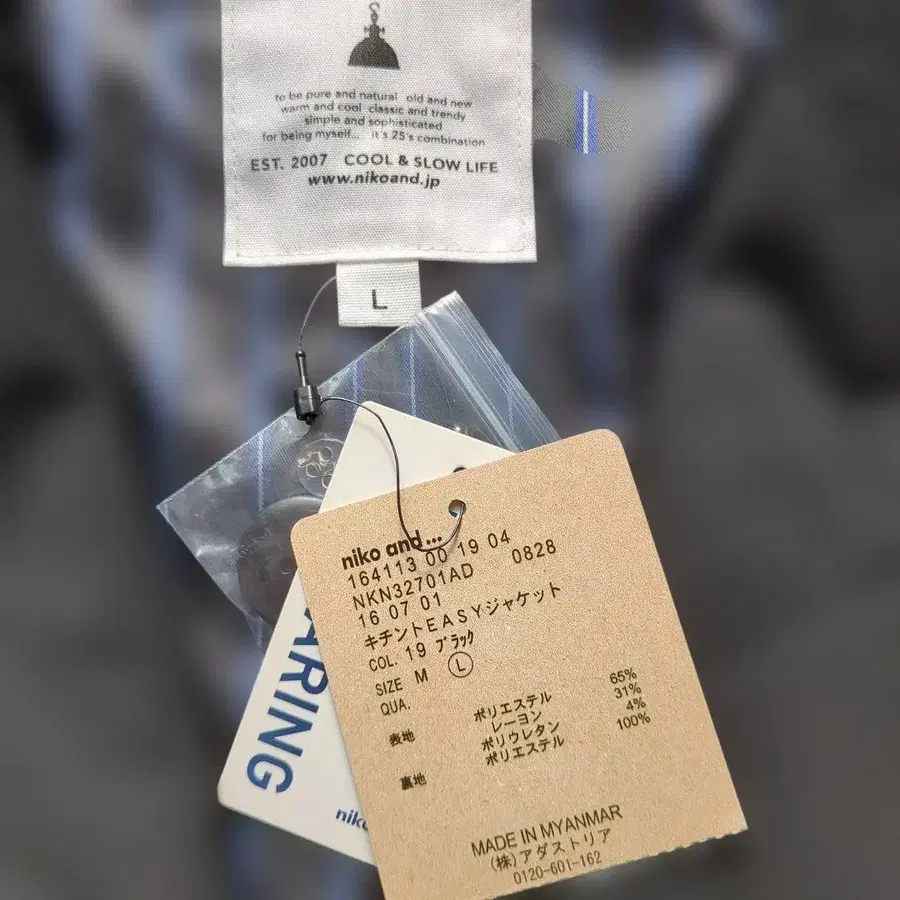 to be pure and natural old and new
warm and cool classic and trendy
simple and sophisticated
for being myself... it's 25's combination
EST. 2007 COOL & SLOW LIFE
www.nikoand.jp
L
niko and...
164113 00 19 04
NKN32701AD 0828
16 07 01
キチントEASYジャケット
COL. 19 ブラック
SIZE M L
QUA.
表地 ポリエステル 65%
レーヨン 31%
ポリウレタン 4%
裏地 ポリエステル 100%
MADE IN MYANMAR
(株)アダストリア
0120-601-162
ARING
niko